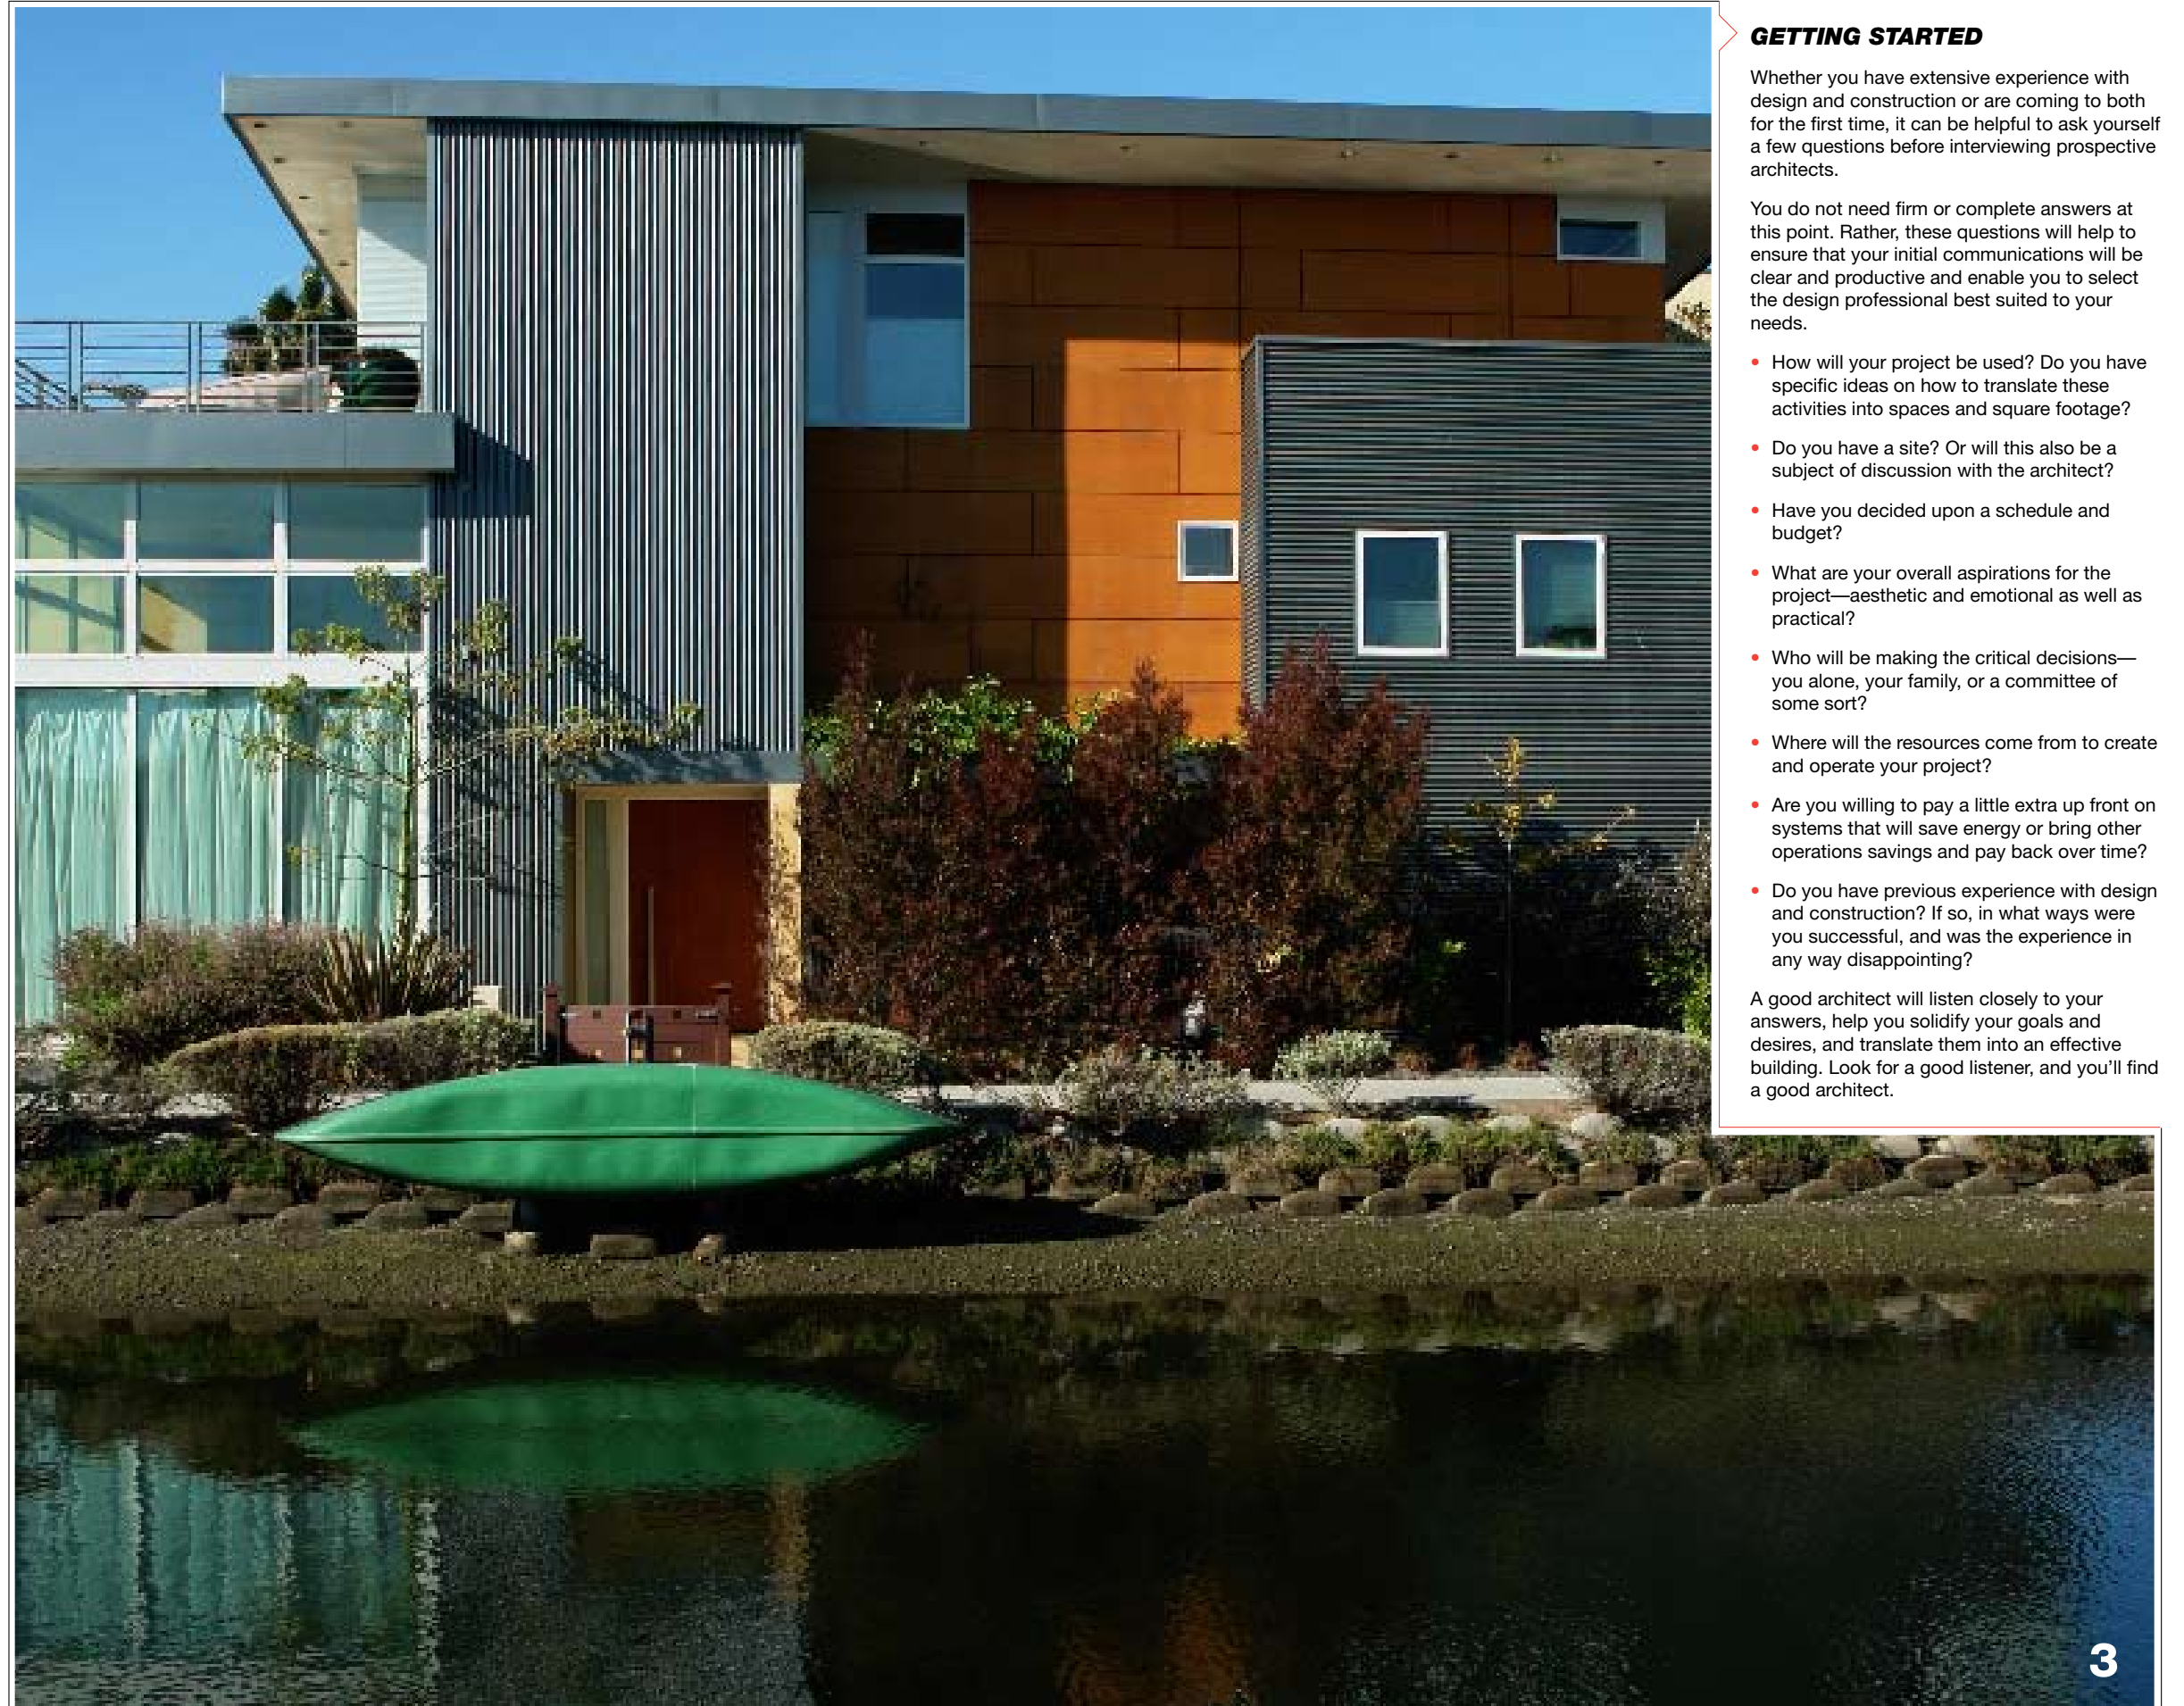 GETTING STARTED
Whether you have extensive experience with
design and construction or are coming to both
for the first time, it can be helpful to ask yourself
a few questions before interviewing prospective
architects.
You do not need firm or complete answers at
this point. Rather, these questions will help to
ensure that your initial communications will be
clear and productive and enable you to select
the design professional best suited to your
needs.
• How will your project be used? Do you have
specific ideas on how to translate these
activities into spaces and square footage?
• Do you have a site? Or will this also be a
subject of discussion with the architect?
• Have you decided upon a schedule and
budget?
• What are your overall aspirations for the
project—aesthetic and emotional as well as
practical?
• Who will be making the critical decisions—
you alone, your family, or a committee of
some sort?
• Where will the resources come from to create
and operate your project?
• Are you willing to pay a little extra up front on
systems that will save energy or bring other
operations savings and pay back over time?
• Do you have previous experience with design
and construction? If so, in what ways were
you successful, and was the experience in
any way disappointing?
A good architect will listen closely to your
answers, help you solidify your goals and
desires, and translate them into an effective
building. Look for a good listener, and you’ll find
a good architect.
3